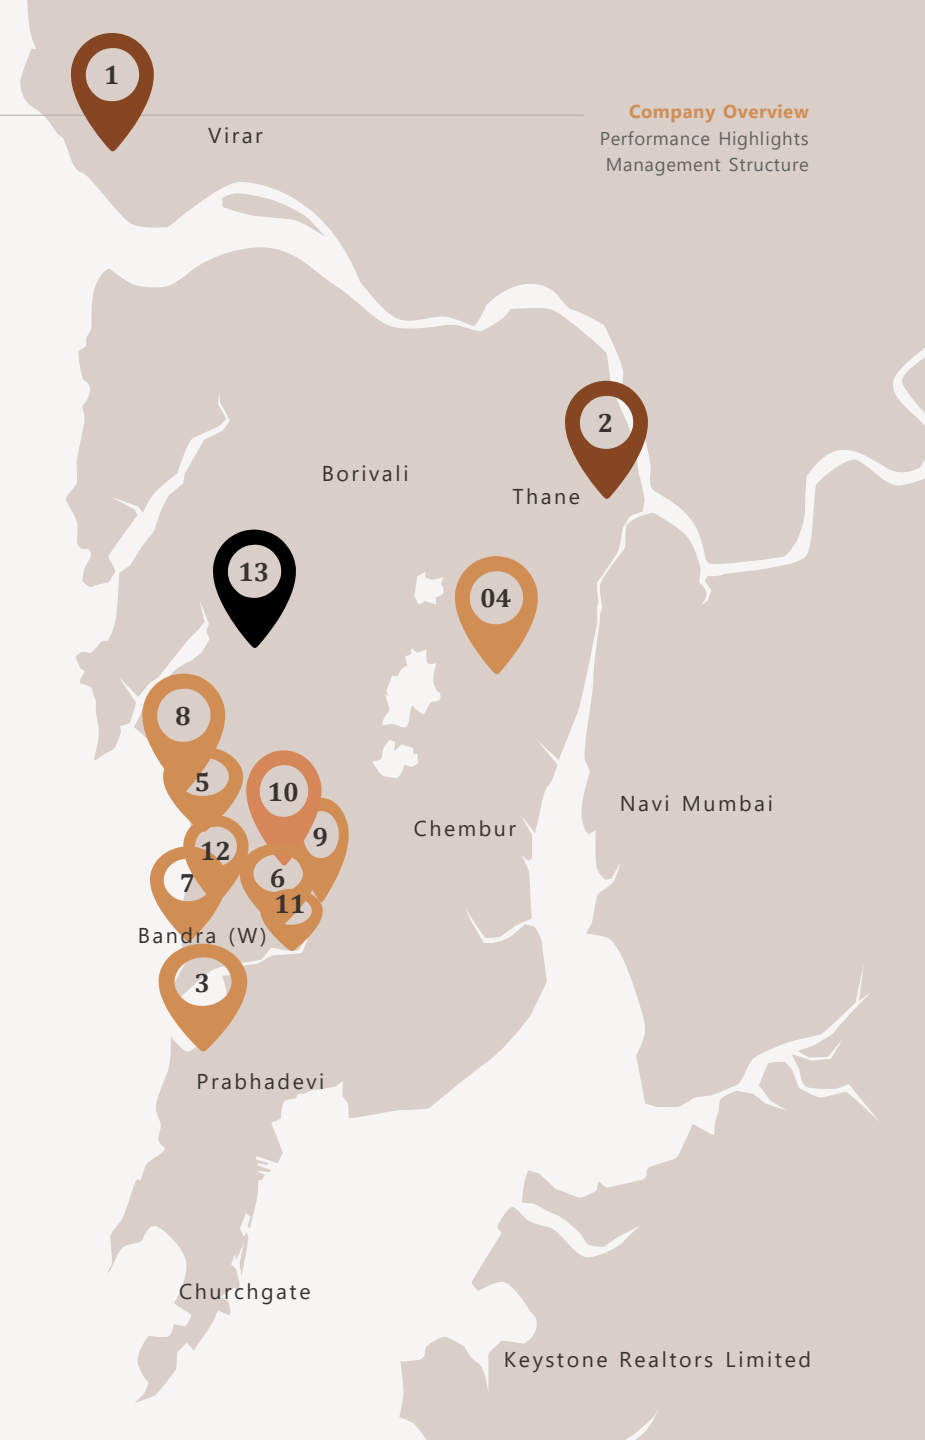 1
Company Overview
Virar
Performance Highlights
Management Structure
2
Borivali
Thane
13
04
8
5
10
Navi Mumbai
Chembur
9
12
6
7
11
Bandra (W)
3
Prabhadevi
Churchgate
Keystone Realtors Limited